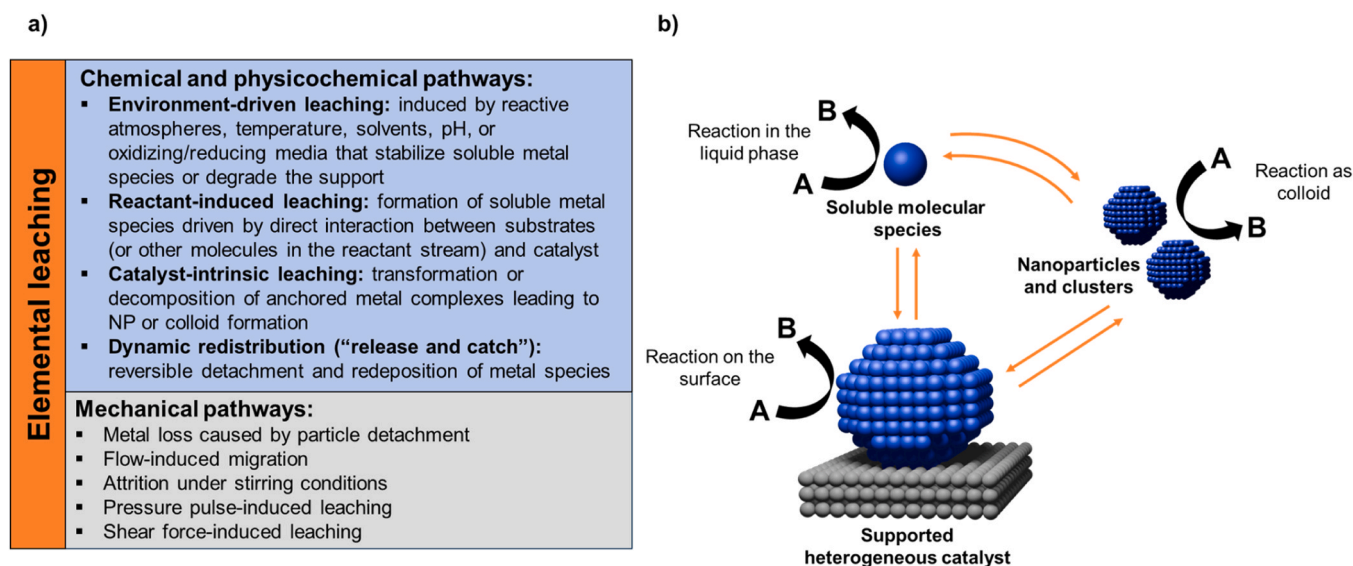 a)
Elemental leaching
Chemical and physicochemical pathways:
▪ Environment-driven leaching: induced by reactive
atmospheres, temperature, solvents, pH, or
oxidizing/reducing media that stabilize soluble metal
species or degrade the support
▪ Reactant-induced leaching: formation of soluble metal
species driven by direct interaction between substrates
(or other molecules in the reactant stream) and catalyst
▪ Catalyst-intrinsic leaching: transformation or
decomposition of anchored metal complexes leading to
NP or colloid formation
▪ Dynamic redistribution (“release and catch”):
reversible detachment and redeposition of metal species
Mechanical pathways:
▪ Metal loss caused by particle detachment
▪ Flow-induced migration
▪ Attrition under stirring conditions
▪ Pressure pulse-induced leaching
▪ Shear force-induced leaching
b)
Reaction in the
liquid phase
B
A
Soluble molecular
species
A
B
Reaction as
colloid
Nanoparticles
and clusters
Reaction on the
surface
B
A
Supported
heterogeneous catalyst